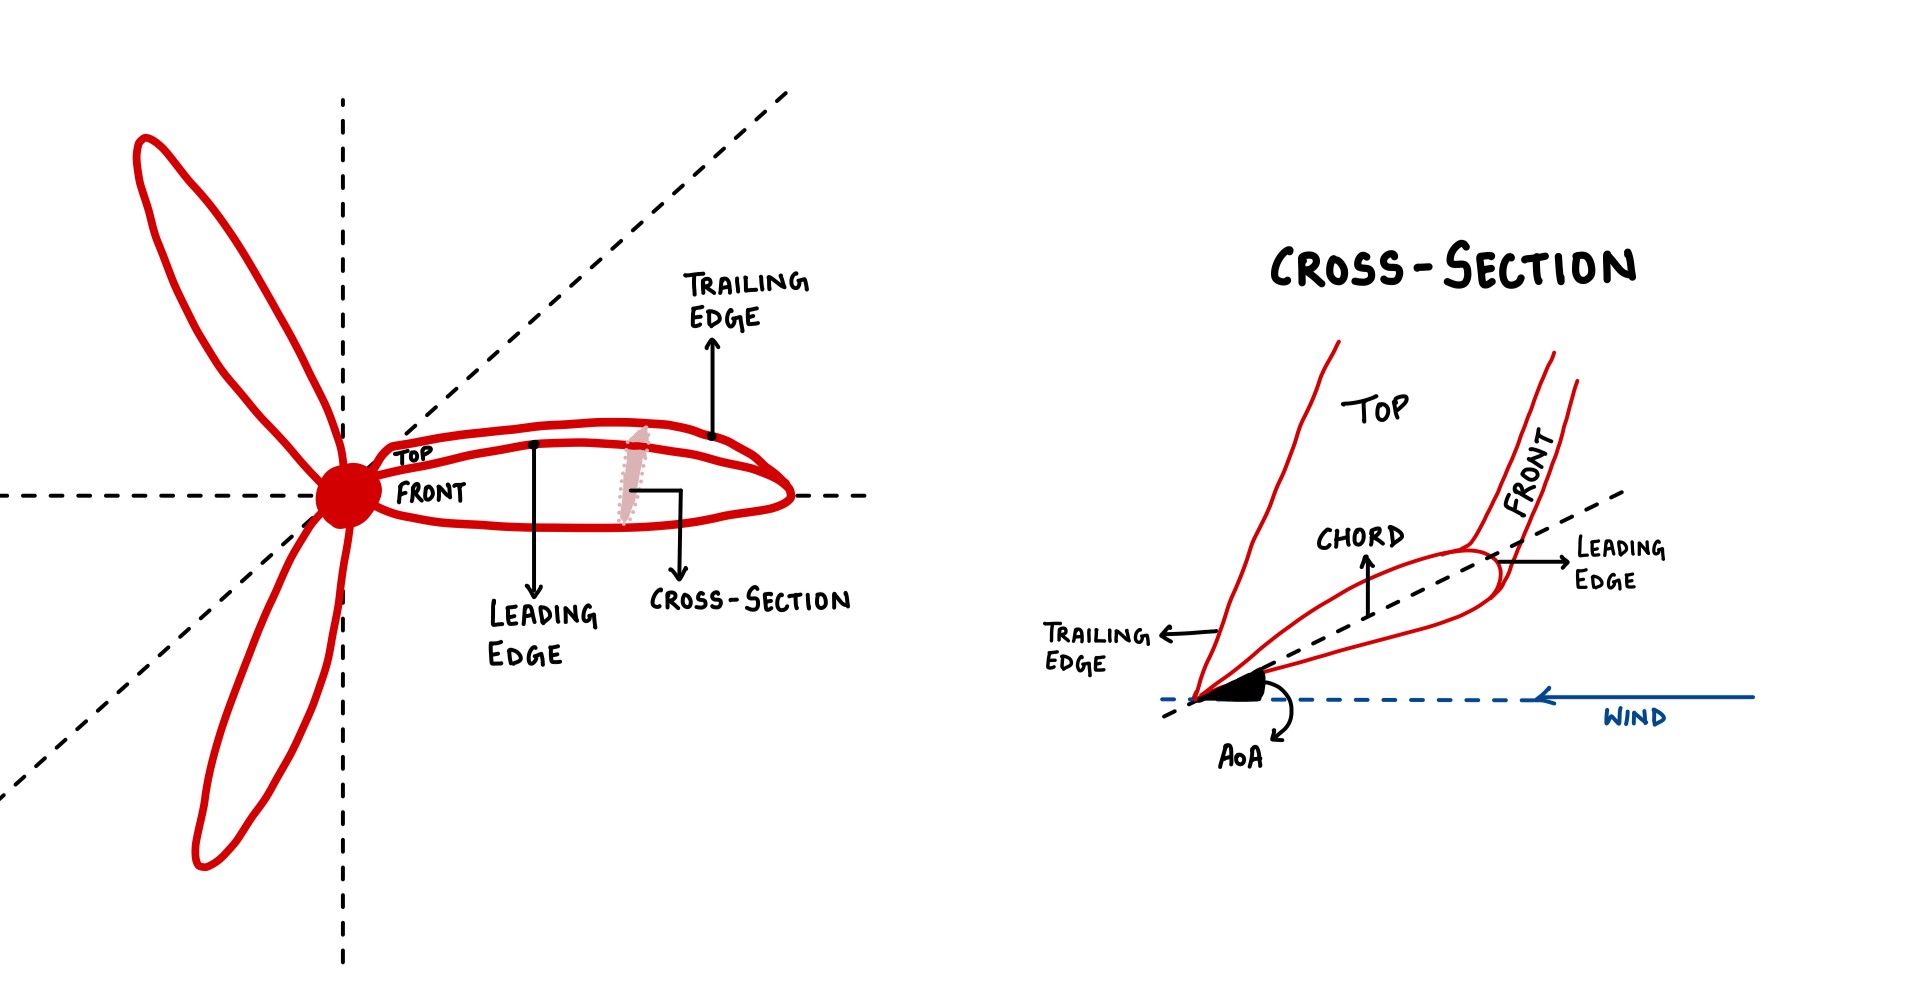 TRAILING
EDGE
TOP
FRONT
LEADING
EDGE
CROSS-SECTION
CROSS-SECTION
TOP
FRONT
CHORD
LEADING
EDGE
TRAILING
EDGE
WIND
AOA